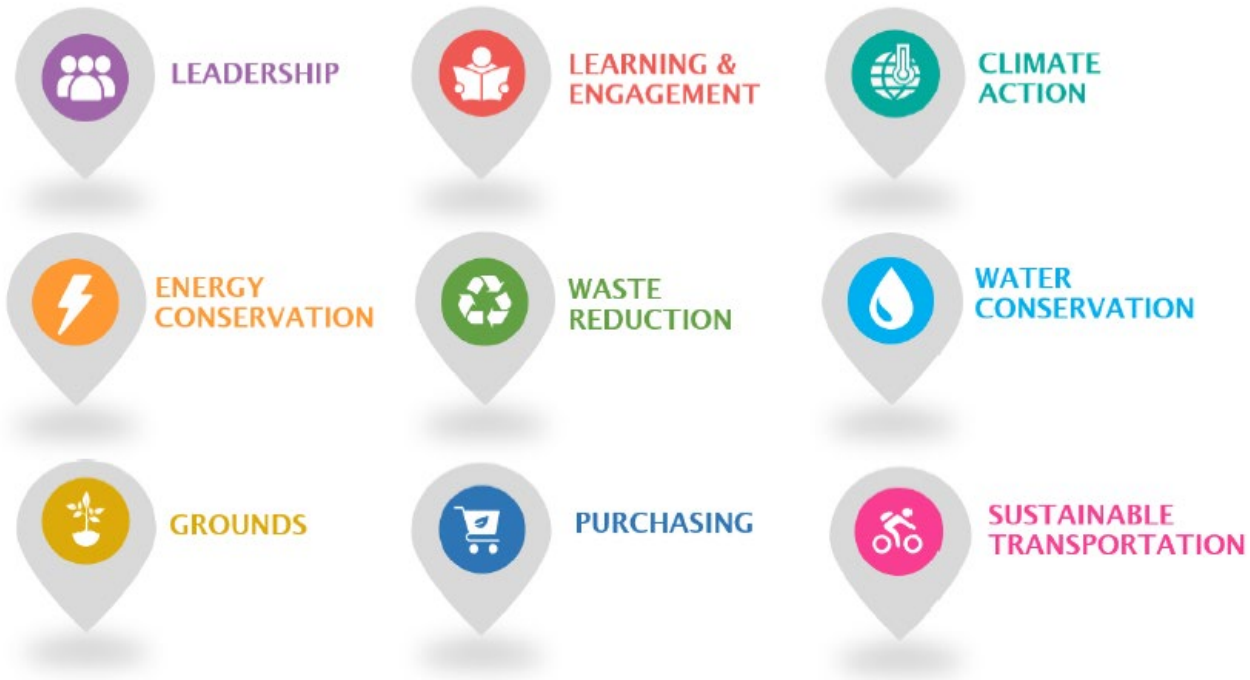 LEADERSHIP
LEARNING &
ENGAGEMENT
CLIMATE
ACTION
ENERGY
CONSERVATION
WASTE
REDUCTION
WATER
CONSERVATION
GROUNDS
PURCHASING
SUSTAINABLE
TRANSPORTATION